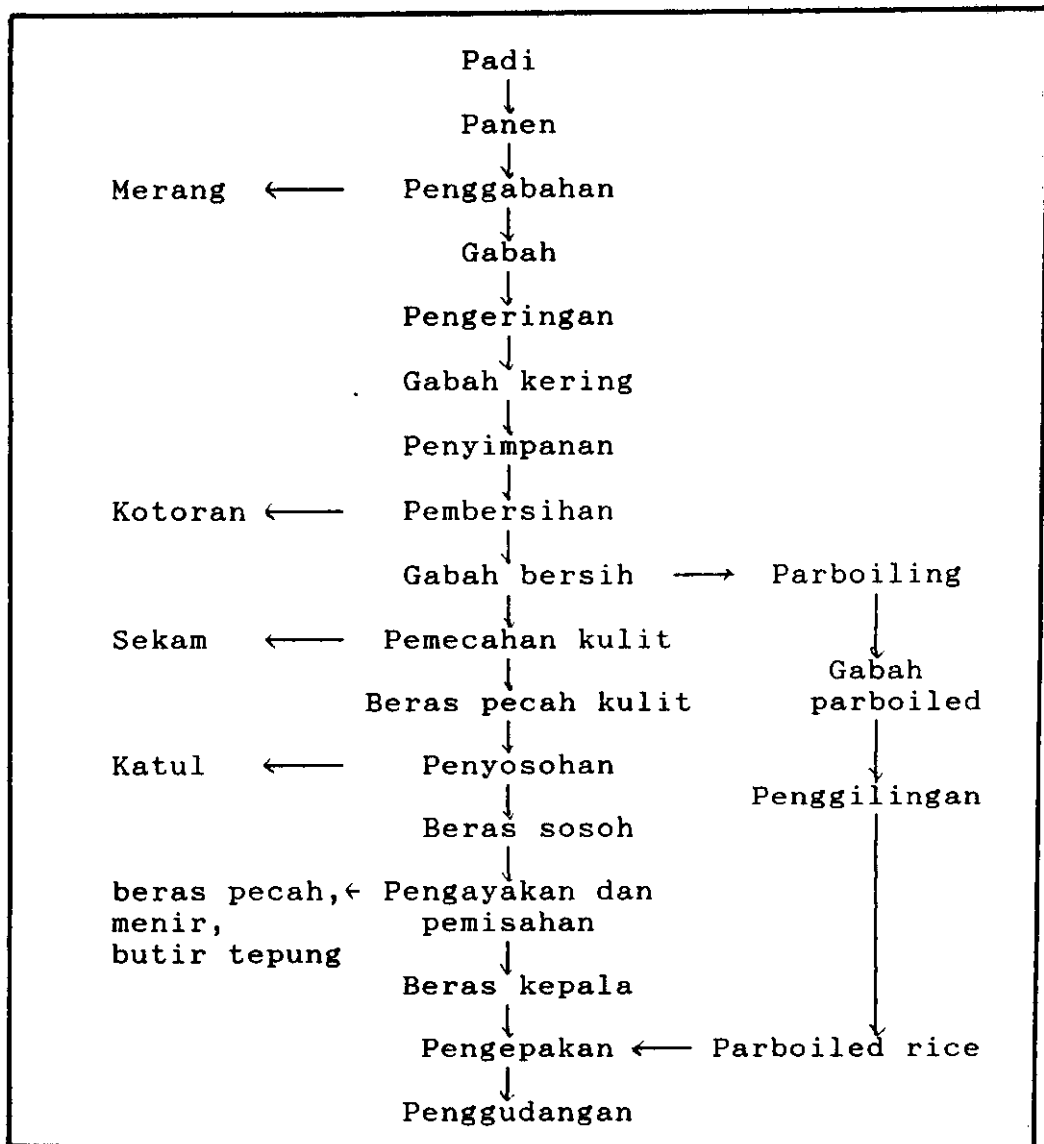 Padi
Panen
Merang ← Penggabahan
Gabah
Pengeringan
Gabah kering
Penyimpanan
Kotoran ← Pembersihan
Gabah bersih → Parboiling
Sekam ← Pemecahan kulit
Gabah
Beras pecah kulit parboiled
Katul ← Penyosohan
Penggilingan
Beras sosoh
beras pecah, ← Pengayakan dan
menir, pemisahan
butir tepung
Beras kepala
Pengepakan ← Parboiled rice
Penggudangan